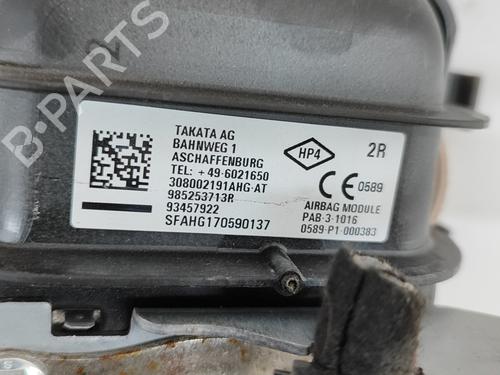 TAKATA AG
BAHNWEG 1
ASCHAFFENBURG
TEL: +49-6021650
308002191AHG-AT
985253713R
93457922
SFAHG170590137
HP4
2R
CE 0589
AIRBAG MODULE
PAB-3-1016
0589-P1-000383
2
B-PARTS